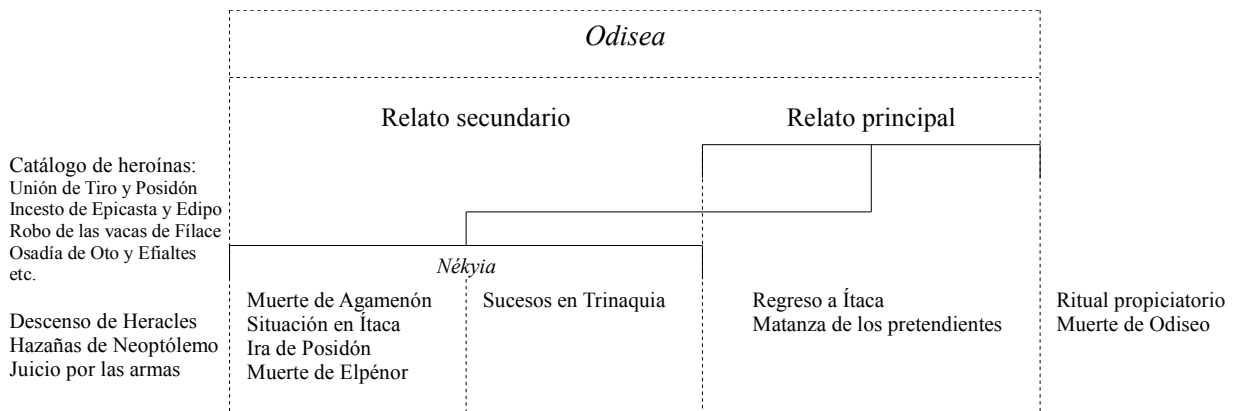 Odisea
Relato secundario
Relato principal
Catálogo de heroínas:
Unión de Tiro y Posidón
Incesto de Epicasta y Edipo
Robo de las vacas de Fílace
Osadía de Oto y Efialtes
etc.
Descenso de Heracles
Hazañas de Neoptólemo
Juicio por las armas
Nékyia
Muerte de Agamenón
Situación en Ítaca
Ira de Posidón
Muerte de Elpénor
Sucesos en Trinaquia
Regreso a Ítaca
Matanza de los pretendientes
Ritual propiciatorio
Muerte de Odiseo